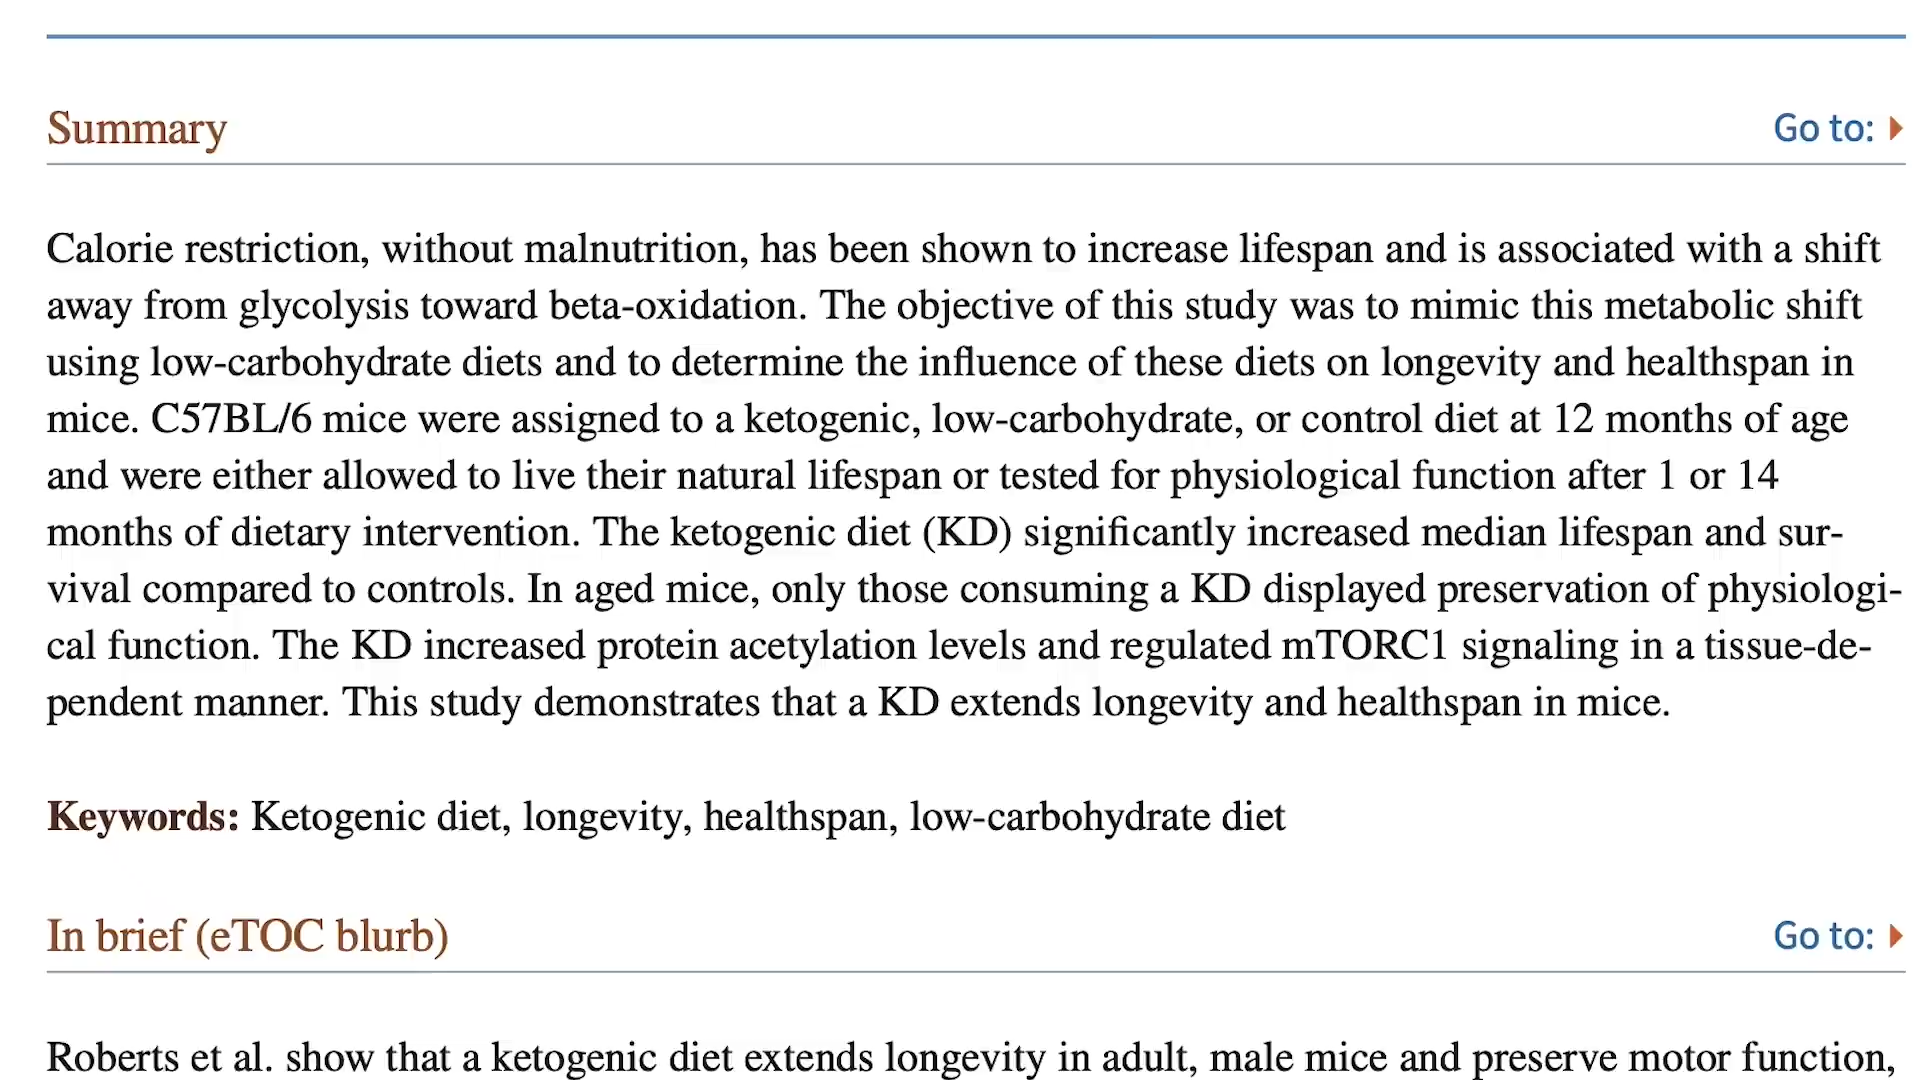 Summary
Go to:
Calorie restriction, without malnutrition, has been shown to increase lifespan and is associated with a shift
away from glycolysis toward beta-oxidation. The objective of this study was to mimic this metabolic shift
using low-carbohydrate diets and to determine the influence of these diets on longevity and healthspan in
mice. C57BL/6 mice were assigned to a ketogenic, low-carbohydrate, or control diet at 12 months of age
and were either allowed to live their natural lifespan or tested for physiological function after 1 or 14
months of dietary intervention. The ketogenic diet (KD) significantly increased median lifespan and sur-
vival compared to controls. In aged mice, only those consuming a KD displayed preservation of physiologi-
cal function. The KD increased protein acetylation levels and regulated mTORC1 signaling in a tissue-de-
pendent manner. This study demonstrates that a KD extends longevity and healthspan in mice.
Keywords: Ketogenic diet, longevity, healthspan, low-carbohydrate diet
In brief (eTOC blurb)
Go to:
Roberts et al. show that a ketogenic diet extends longevity in adult, male mice and preserve motor function,